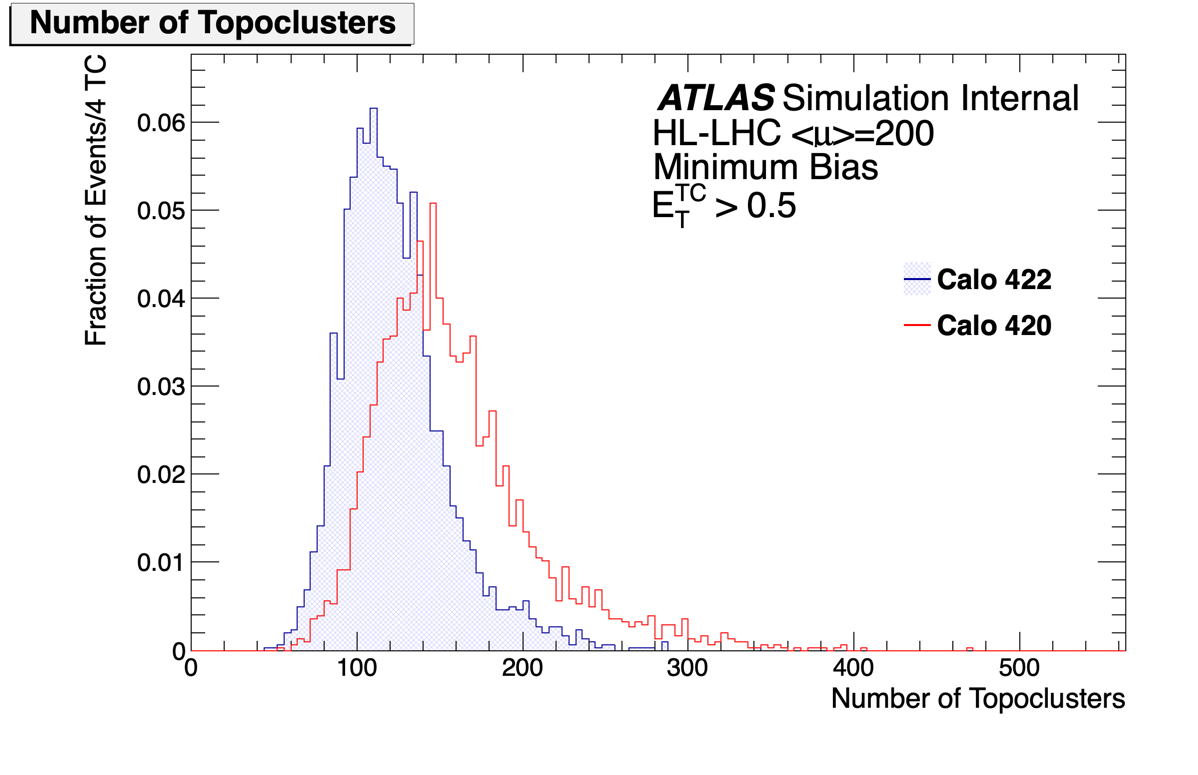 Number of Topoclusters
Fraction of Events/4 TC
ATLAS Simulation Internal
HL-LHC <μ>=200
Minimum Bias
E_T^TC > 0.5
Calo 422
Calo 420
0.06
0.05
0.04
0.03
0.02
0.01
0
0 100 200 300 400 500
Number of Topoclusters